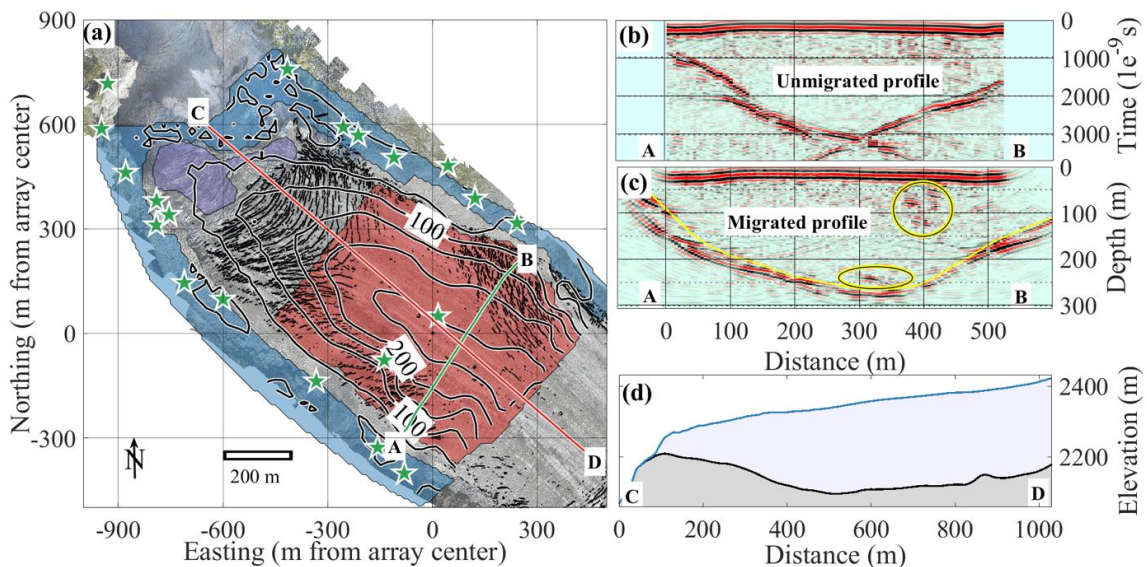 (a)
900
600
300
0
-300
-900
-600
-300
0
300
Northing (m from array center)
Easting (m from array center)
C
B
A
D
100
200
100
N
200 m
(b)
Unmigrated profile
A
B
0
1000
2000
3000
Time (1e⁻⁹ s)
(c)
Migrated profile
A
B
0
100
200
300
Depth (m)
0
100
200
300
400
500
Distance (m)
(d)
C
D
2400
2200
Elevation (m)
0
200
400
600
800
1000
Distance (m)